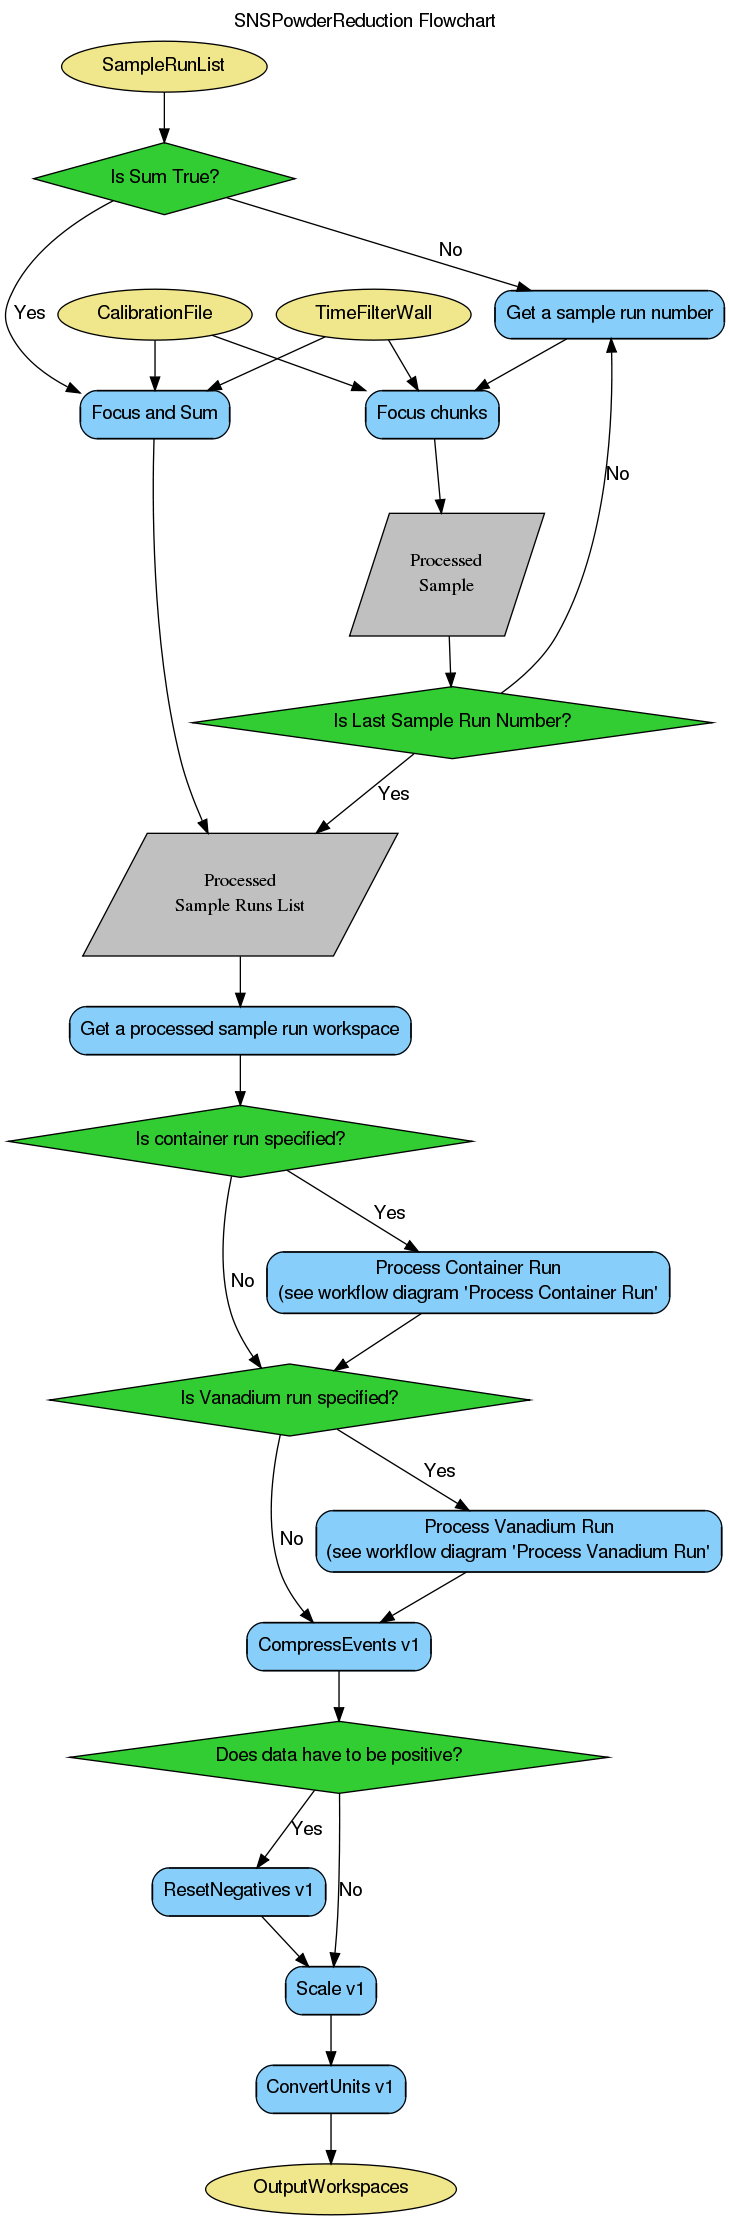 SNSPowderReduction Flowchart
SampleRunList
Is Sum True?
No
Yes
CalibrationFile
TimeFilterWall
Get a sample run number
Focus and Sum
Focus chunks
No
Processed
Sample
Is Last Sample Run Number?
Yes
Processed
Sample Runs List
Get a processed sample run workspace
Is container run specified?
Yes
No
Process Container Run
(see workflow diagram 'Process Container Run'
Is Vanadium run specified?
Yes
No
Process Vanadium Run
(see workflow diagram 'Process Vanadium Run'
CompressEvents v1
Does data have to be positive?
Yes
No
ResetNegatives v1
Scale v1
ConvertUnits v1
OutputWorkspaces